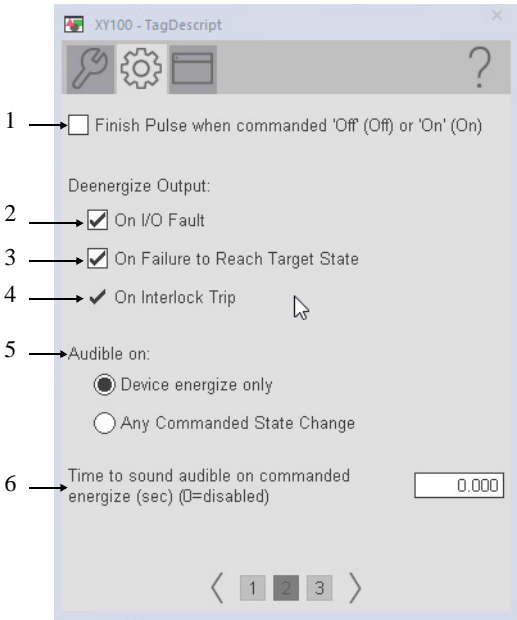 XY100 - TagDescript
?
1
Finish Pulse when commanded 'Off' (Off) or 'On' (On)
Deenergize Output:
2
On I/O Fault
3
On Failure to Reach Target State
4
On Interlock Trip
5
Audible on:
Device energize only
Any Commanded State Change
6
Time to sound audible on commanded
energize (sec) (0=disabled)
0.000
1 2 3